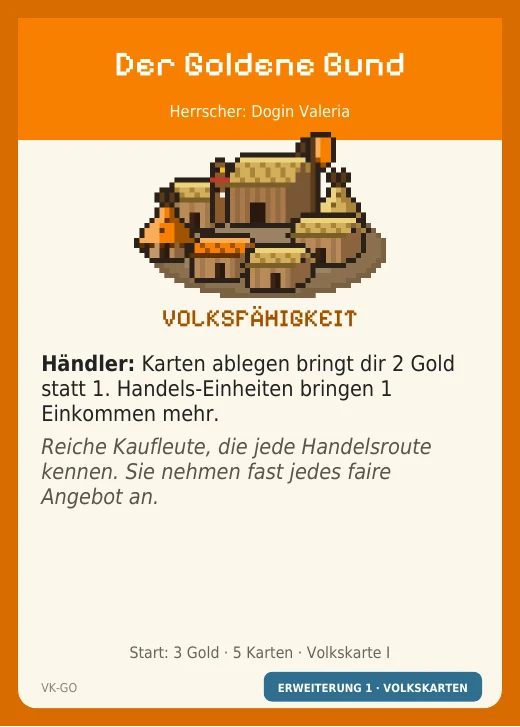 Der Goldene Bund
Herrscher: Dogin Valeria
VOLKSFÄHIGKEIT
Händler: Karten ablegen bringt dir 2 Gold
statt 1. Handels-Einheiten bringen 1
Einkommen mehr.
Reiche Kaufleute, die jede Handelsroute
kennen. Sie nehmen fast jedes faire
Angebot an.
Start: 3 Gold · 5 Karten · Volkskarte I
VK-GO
ERWEITERUNG 1 · VOLKSKARTEN